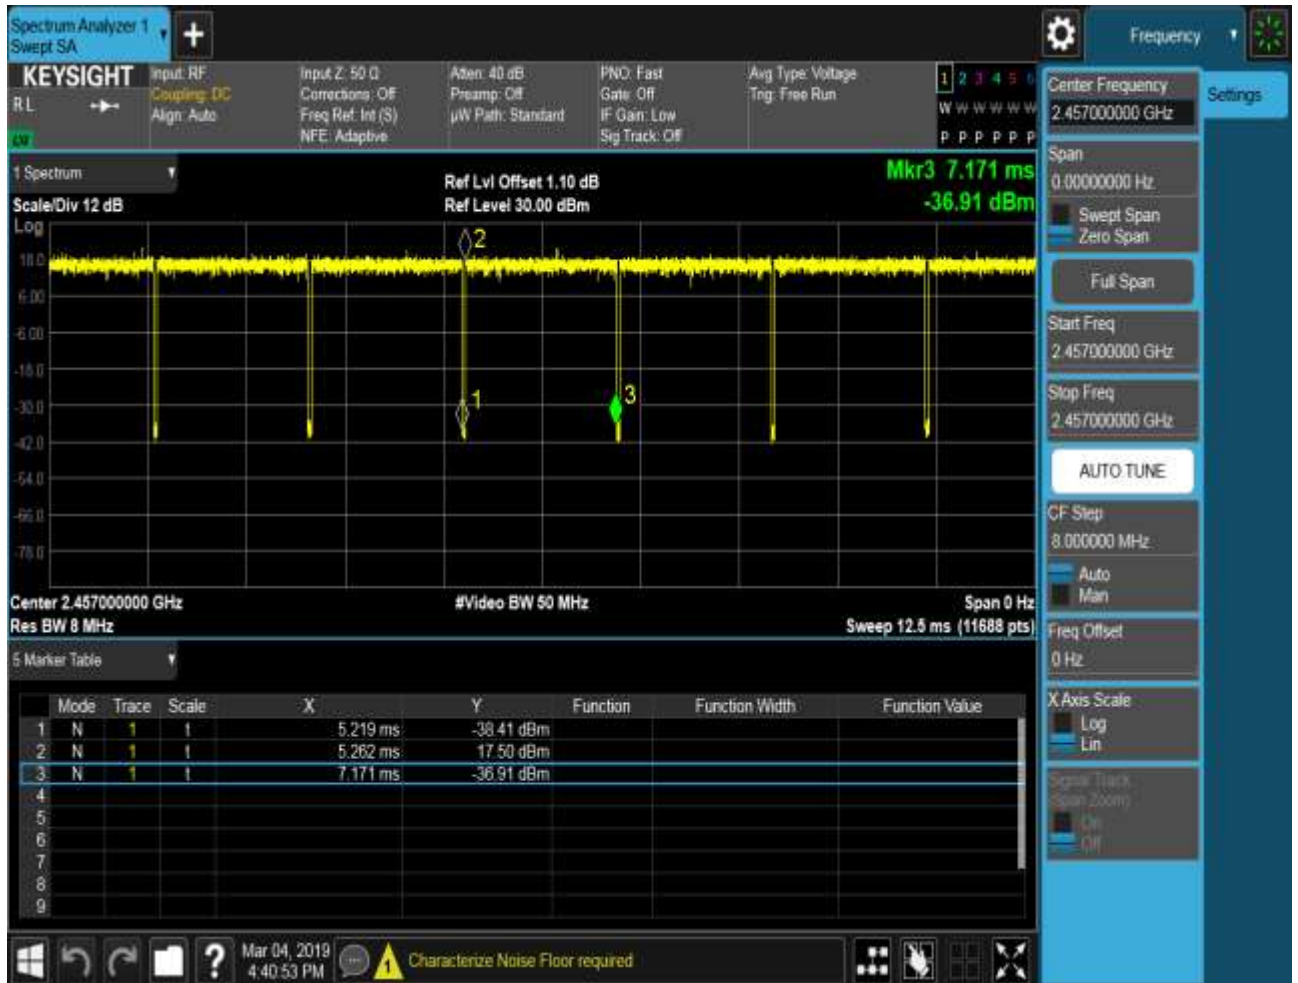 Spectrum Analyzer 1
Swept SA
+
Frequency
KEYSIGHT
RL
Input: RF
Coupling: DC
Align: Auto
Input Z: 50 Ω
Corrections: Off
Freq Ref: Int (S)
NFE: Adaptive
Atten: 40 dB
Preamp: Off
µW Path: Standard
PNO: Fast
Gate: Off
IF Gain: Low
Sig Track: Off
Avg Type: Voltage
Trig: Free Run
1 2 3 4 5 6
W W W W W W
P P P P P P
1 Spectrum
Scale/Div 12 dB
Log
Ref Lvl Offset 1.10 dB
Ref Level 30.00 dBm
Mkr3 7.171 ms
-36.91 dBm
18.0
6.00
-6.00
-18.0
-30.0
-42.0
-54.0
-66.0
-78.0
2
1
3
Center 2.457000000 GHz
#Video BW 50 MHz
Span 0 Hz
Res BW 8 MHz
Sweep 12.5 ms (11688 pts)
5 Marker Table
Mode Trace Scale X Y Function Function Width Function Value
1 N 1 t 5.219 ms -38.41 dBm
2 N 1 t 5.262 ms 17.50 dBm
3 N 1 t 7.171 ms -36.91 dBm
4
5
6
7
8
9
Center Frequency
2.457000000 GHz
Settings
Span
0.00000000 Hz
Swept Span
Zero Span
Full Span
Start Freq
2.457000000 GHz
Stop Freq
2.457000000 GHz
AUTO TUNE
CF Step
8.000000 MHz
Auto
Man
Freq Offset
0 Hz
X Axis Scale
Log
Lin
Signal Track
(Span Zoom)
On
Off
?
Mar 04, 2019
4:40:53 PM
1
Characterize Noise Floor required